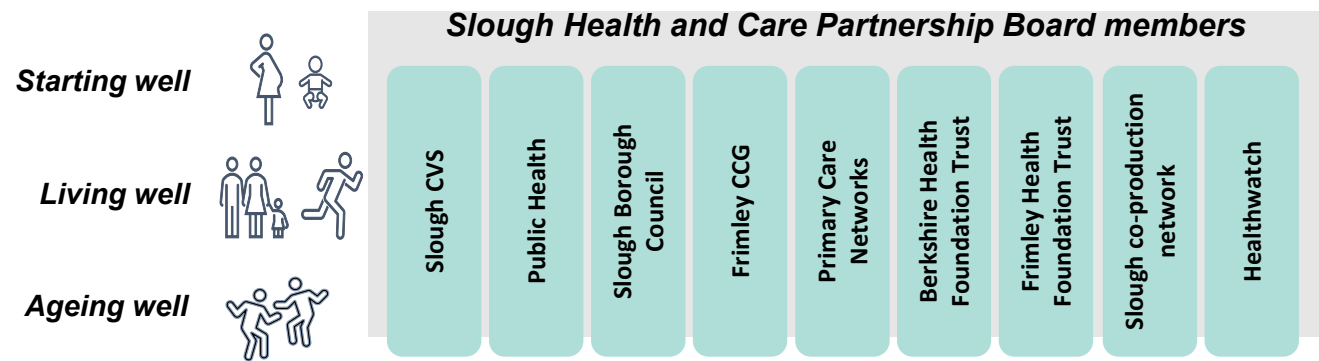 Slough Health and Care Partnership Board members
Starting well
Living well
Ageing well
Slough CVS
Public Health
Slough Borough
Council
Frimley CCG
Primary Care
Networks
Berkshire Health
Foundation Trust
Frimley Health
Foundation Trust
Slough co-production
network
Healthwatch